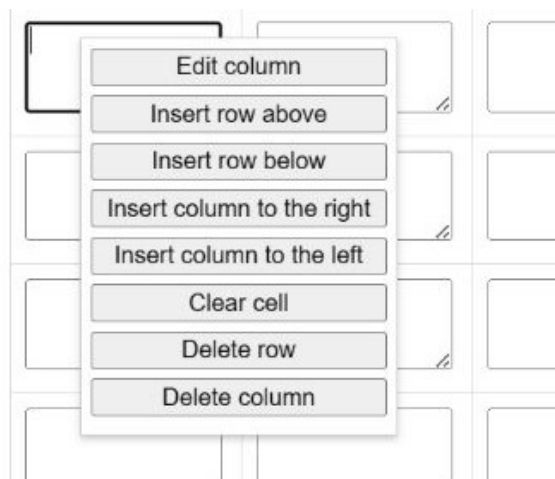 Edit column
Insert row above
Insert row below
Insert column to the right
Insert column to the left
Clear cell
Delete row
Delete column